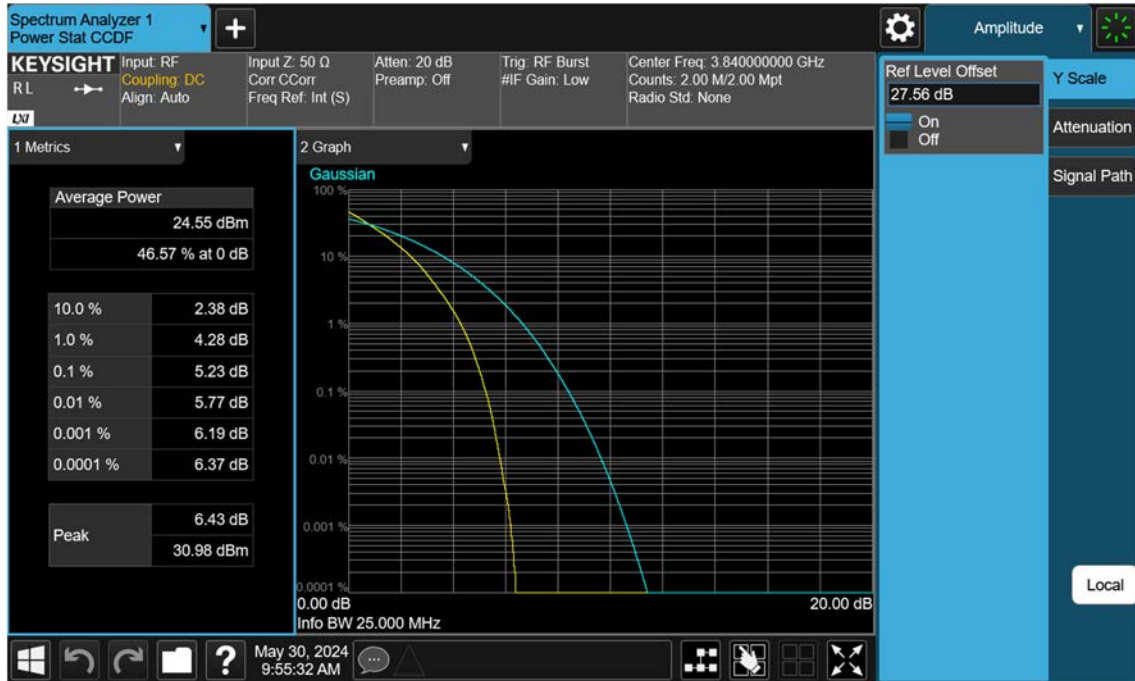 Spectrum Analyzer 1
Power Stat CCDF
+
Amplitude
KEYSIGHT
RL
LXI
Input: RF
Coupling: DC
Align: Auto
Input Z: 50 Ω
Corr CCorr
Freq Ref: Int (S)
Atten: 20 dB
Preamp: Off
Trig: RF Burst
#IF Gain: Low
Center Freq: 3.840000000 GHz
Counts: 2.00 M/2.00 Mpt
Radio Std: None
Ref Level Offset
27.56 dB
On
Off
Y Scale
Attenuation
Signal Path
1 Metrics
Average Power
24.55 dBm
46.57 % at 0 dB
10.0 % 2.38 dB
1.0 % 4.28 dB
0.1 % 5.23 dB
0.01 % 5.77 dB
0.001 % 6.19 dB
0.0001 % 6.37 dB
Peak
6.43 dB
30.98 dBm
2 Graph
Gaussian
100 %
10 %
1 %
0.1 %
0.01 %
0.001 %
0.0001 %
0.00 dB 20.00 dB
Info BW 25.000 MHz
Local
?
May 30, 2024
9:55:32 AM